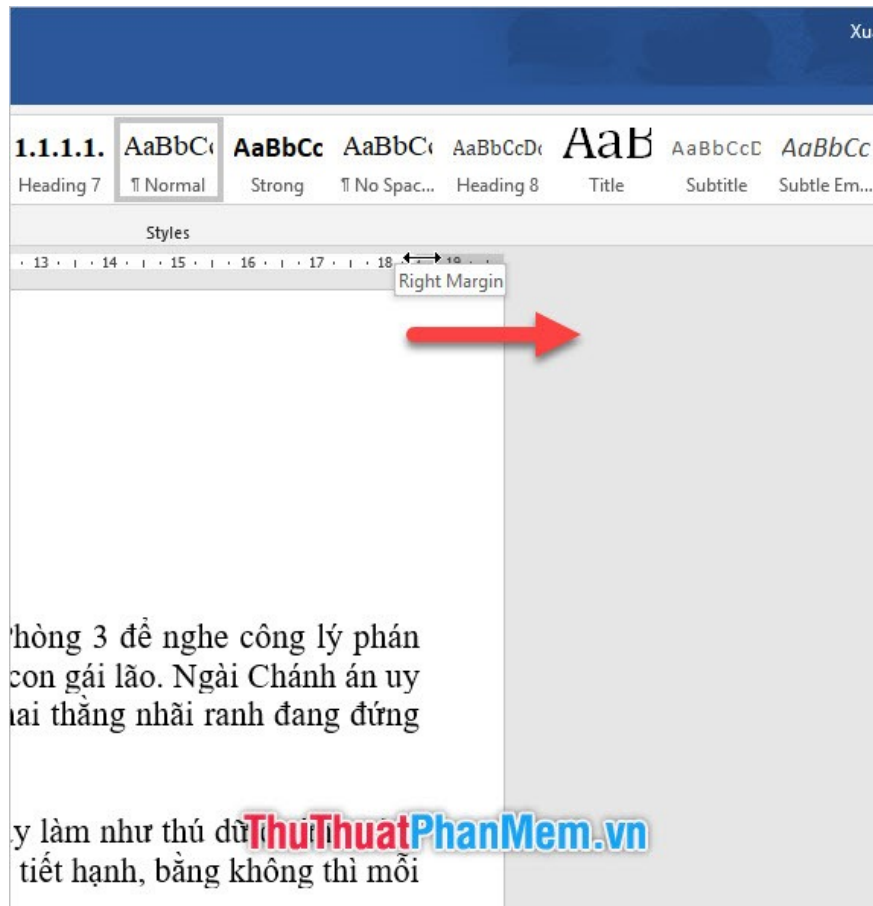 Xu
1.1.1.1. AaBbC AaBbCc AaBbC AaBbCcD AaB AaBbCcD AaBbCc
Heading 7 ¶ Normal Strong ¶ No Spac... Heading 8 Title Subtitle Subtle Em...
Styles
13 14 15 16 17 18 19
Right Margin
hòng 3 để nghe công lý phán
con gái lão. Ngài Chánh án uy
hai thằng nhãi ranh đang đứng
y làm như thú dữ
ThuThuatPhanMem.vn
tiết hạnh, bằng không thì mỗi